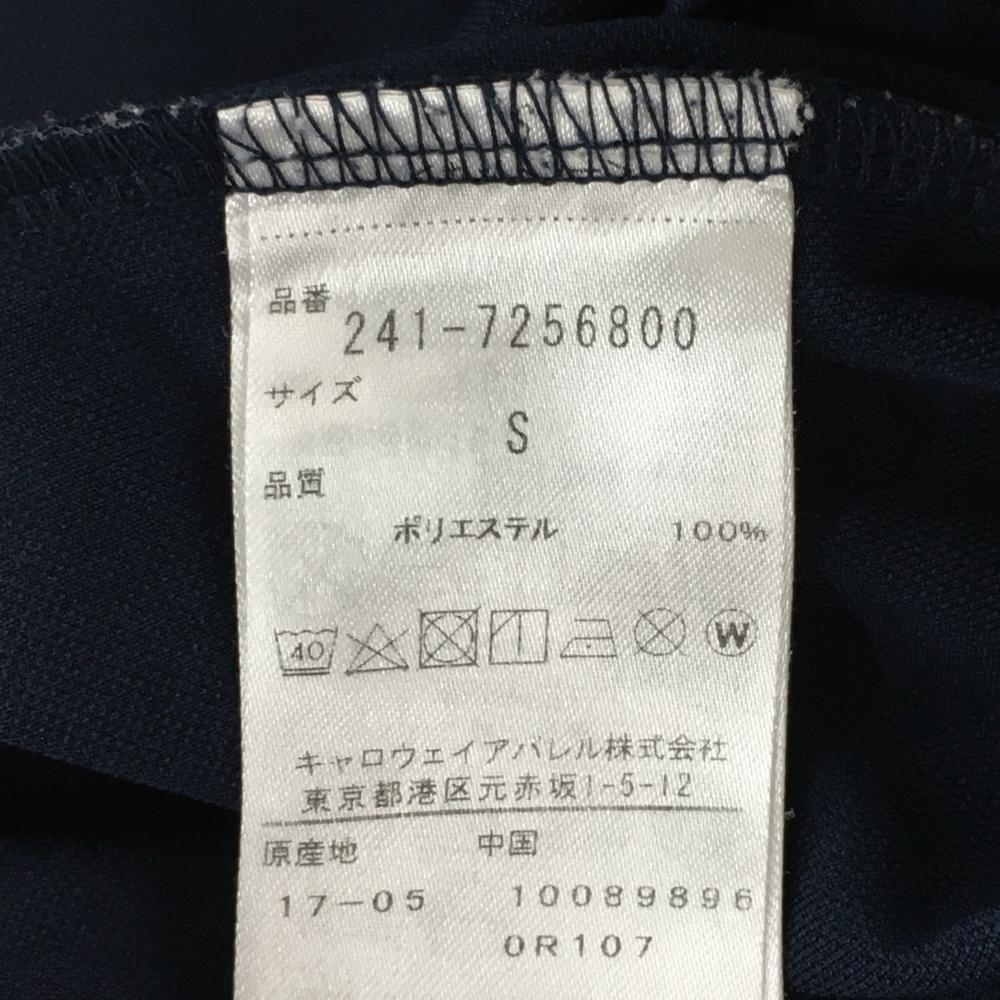 品番
241-7256800
サイズ
S
品質
ポリエステル 100%
40 W
キャロウェイアパレル株式会社
東京都港区元赤坂1-5-12
原産地 中国
17-05 10089896
0R107